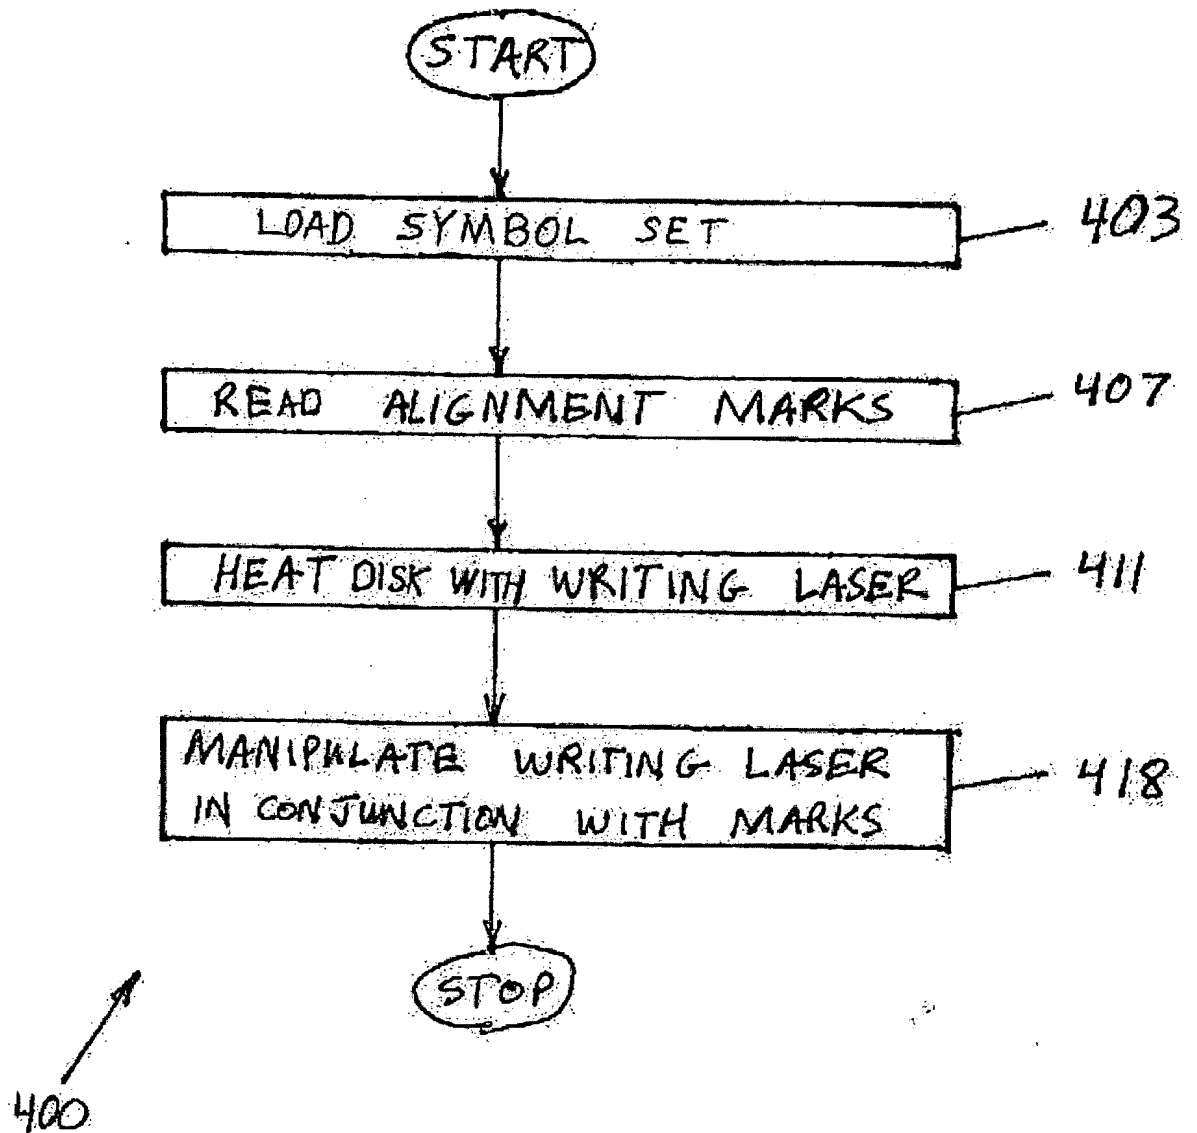 START
LOAD SYMBOL SET
403
READ ALIGNMENT MARKS
407
HEAT DISK WITH WRITING LASER
411
MANIPULATE WRITING LASER
IN CONJUNCTION WITH MARKS
418
STOP
400